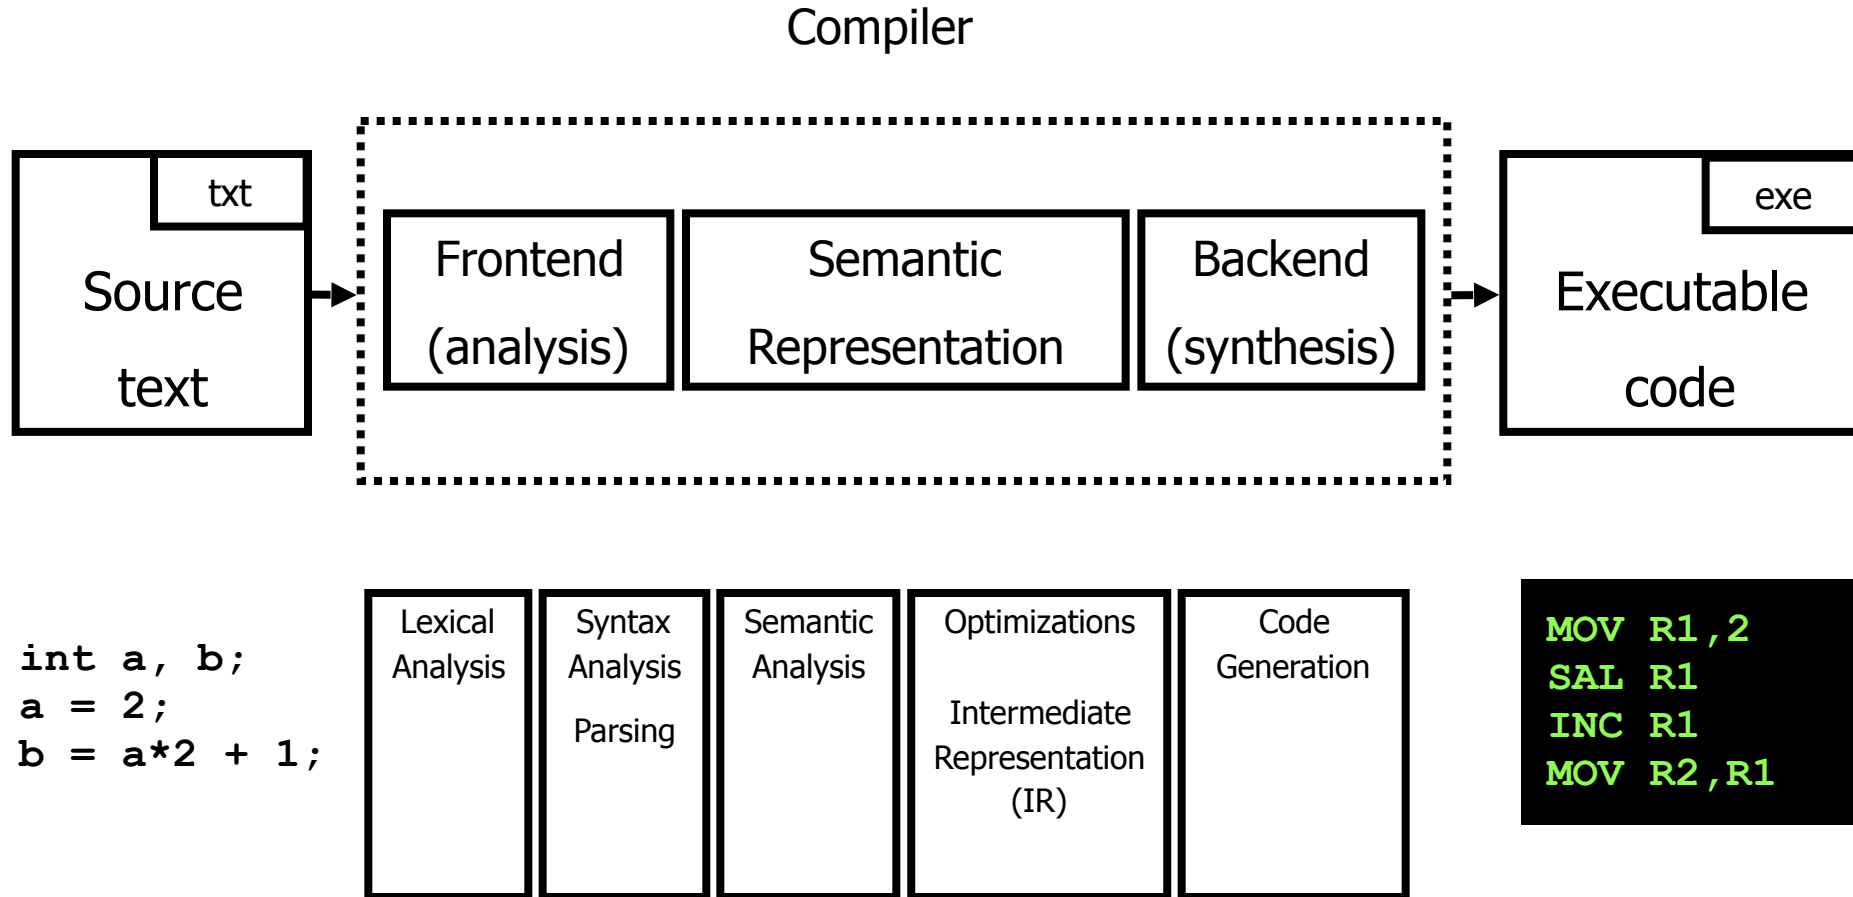 Compiler
txt
Source
text
Frontend
(analysis)
Semantic
Representation
Backend
(synthesis)
exe
Executable
code
int a, b;
a = 2;
b = a*2 + 1;
Lexical
Analysis
Syntax
Analysis
Parsing
Semantic
Analysis
Optimizations
Intermediate
Representation
(IR)
Code
Generation
MOV R1,2
SAL R1
INC R1
MOV R2,R1